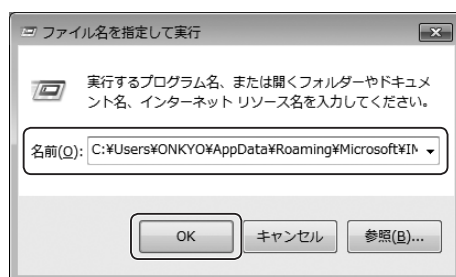 ファイル名を指定して実行
実行するプログラム名、または開くフォルダーやドキュメ
ント名、インターネット リソース名を入力してください。
名前(O): C:¥Users¥ONKYO¥AppData¥Roaming¥Microsoft¥IN
OK キャンセル 参照(B)...